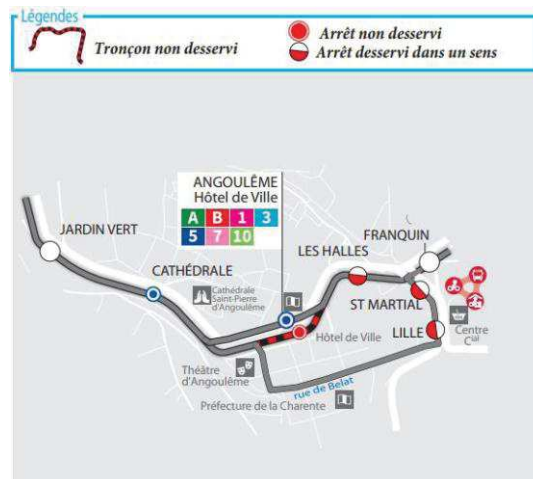 Légendes
Tronçon non desservi
Arrêt non desservi
Arrêt desservi dans un sens
ANGOULÊME
Hôtel de Ville
A B 1 3
5 7 10
JARDIN VERT
FRANQUIN
LES HALLES
CATHÉDRALE
Cathédrale
Saint-Pierre
d'Angoulême
ST MARTIAL
LILLE
Centre
Cial
Hôtel de Ville
Théâtre
d'Angoulême
rue de Belat
Préfecture de la Charente